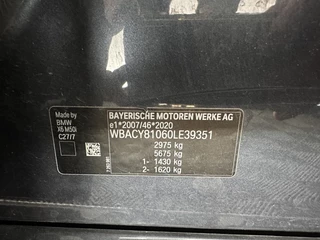 Made by
BMW
X6 M50i
C27/7
BAYERISCHE MOTOREN WERKE AG
e1*2007/46*2020
WBACY81060LE39351
2975 kg
5675 kg
1- 1430 kg
2- 1620 kg